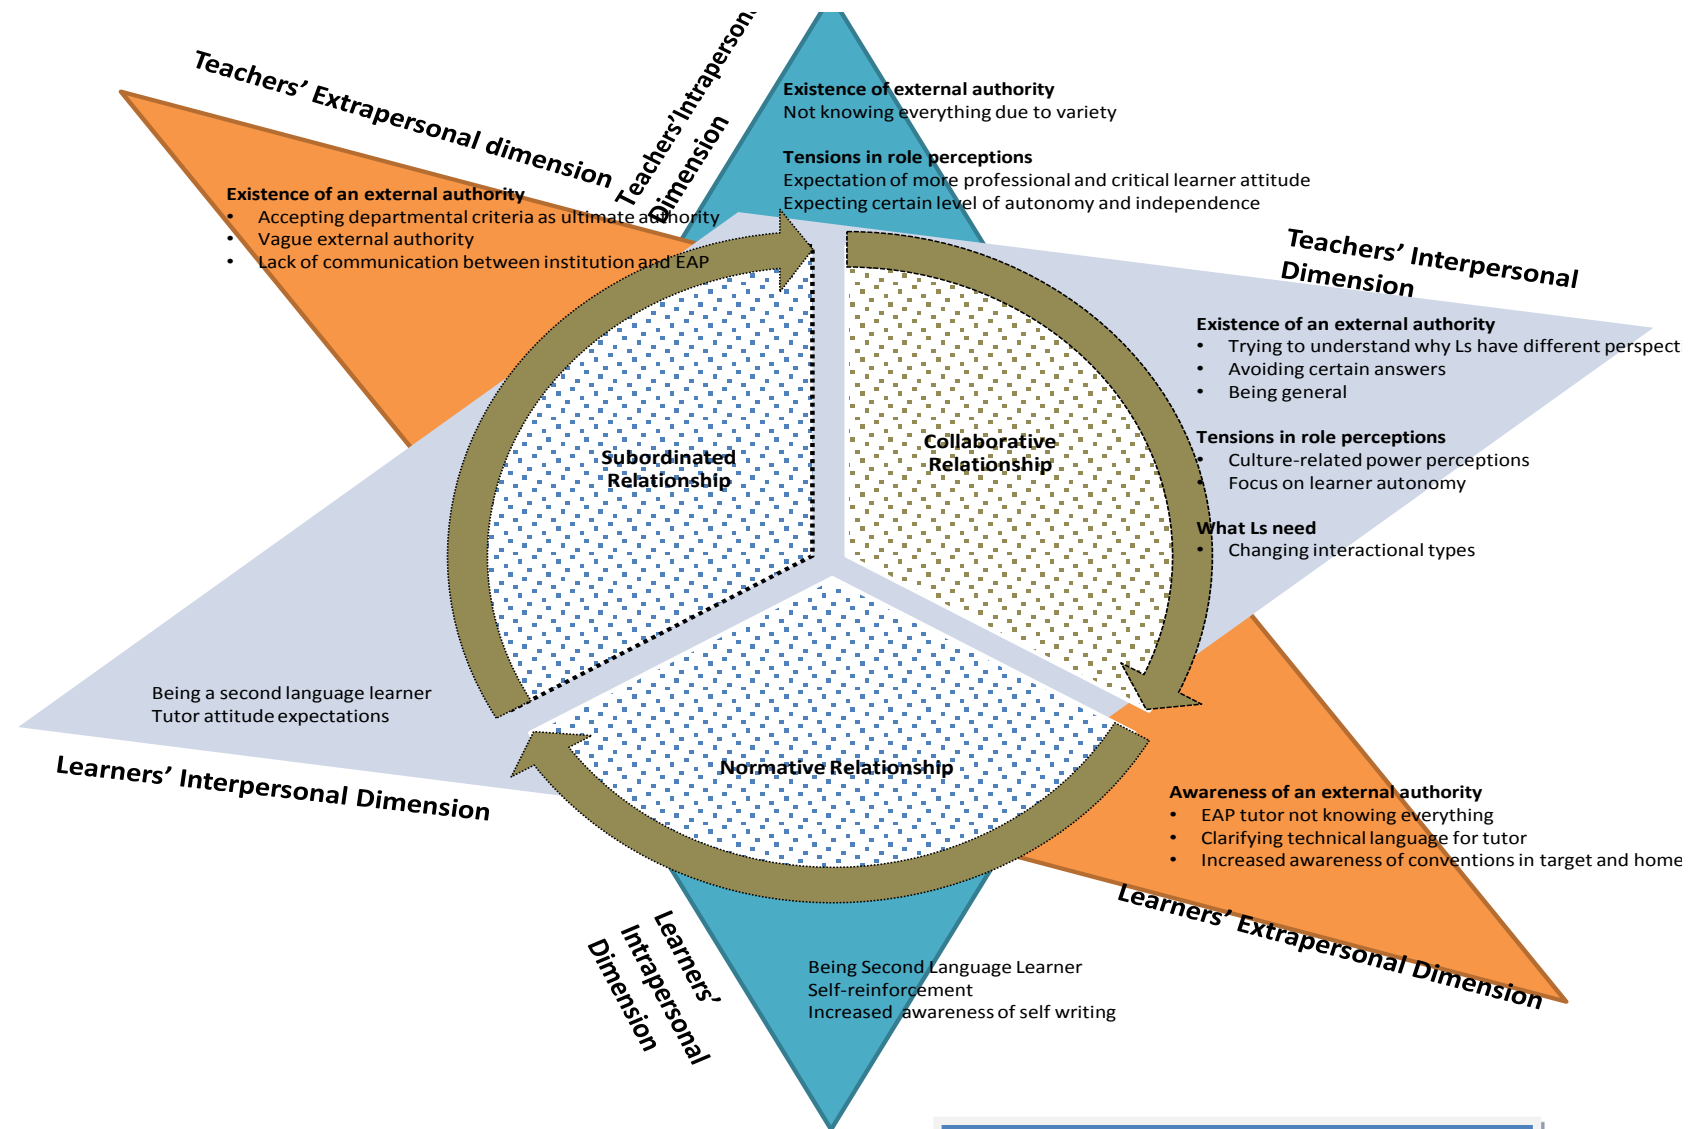 Teachers' Extrapersonal dimension
Existence of an external authority
• Accepting departmental criteria as ultimate authority
• Vague external authority
• Lack of communication between institution and EAP
Teachers'
Dimension
Existence of external authority
Not knowing everything due to variety
Tensions in role perceptions
Expectation of more professional and critical learner attitude
Expecting certain level of autonomy and independence
Teachers' Interpersonal
Dimension
Existence of an external authority
• Trying to understand why Ls have different
• Avoiding certain answers
• Being general
Tensions in role perceptions
• Culture-related power perceptions
• Focus on learner autonomy
What Ls need
• Changing interactional types
Subordinated
Relationship
Collaborative
Relationship
Normative Relationship
Being a second language learner
Tutor attitude expectations
Learners' Interpersonal Dimension
Awareness of an external authority
• EAP tutor not knowing everything
• Clarifying technical language for tutor
• Increased awareness of conventions in target and home
Learners' Extrapersonal Dimension
Learners'
Intrapersonal
Dimension
Being Second Language Learner
Self-reinforcement
Increased awareness of self writing